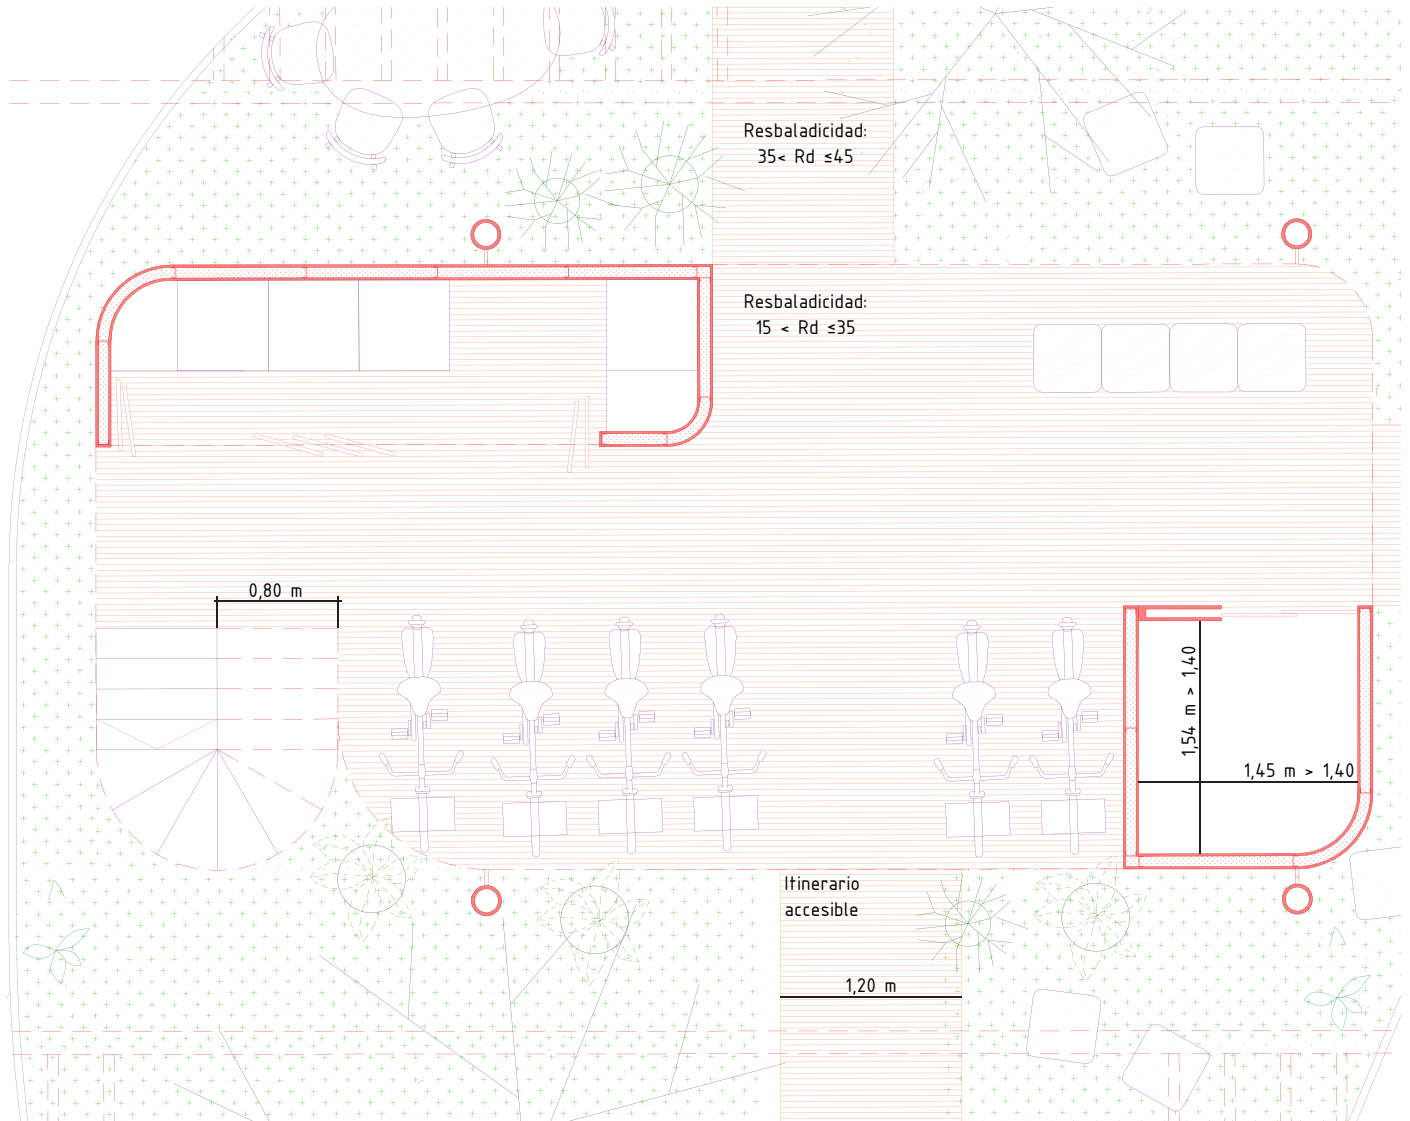 Resbaladicidad:
35< Rd ≤45
Resbaladicidad:
15 < Rd ≤35
0,80 m
1,54 m > 1,40
1,45 m > 1,40
Itinerario
accesible
1,20 m